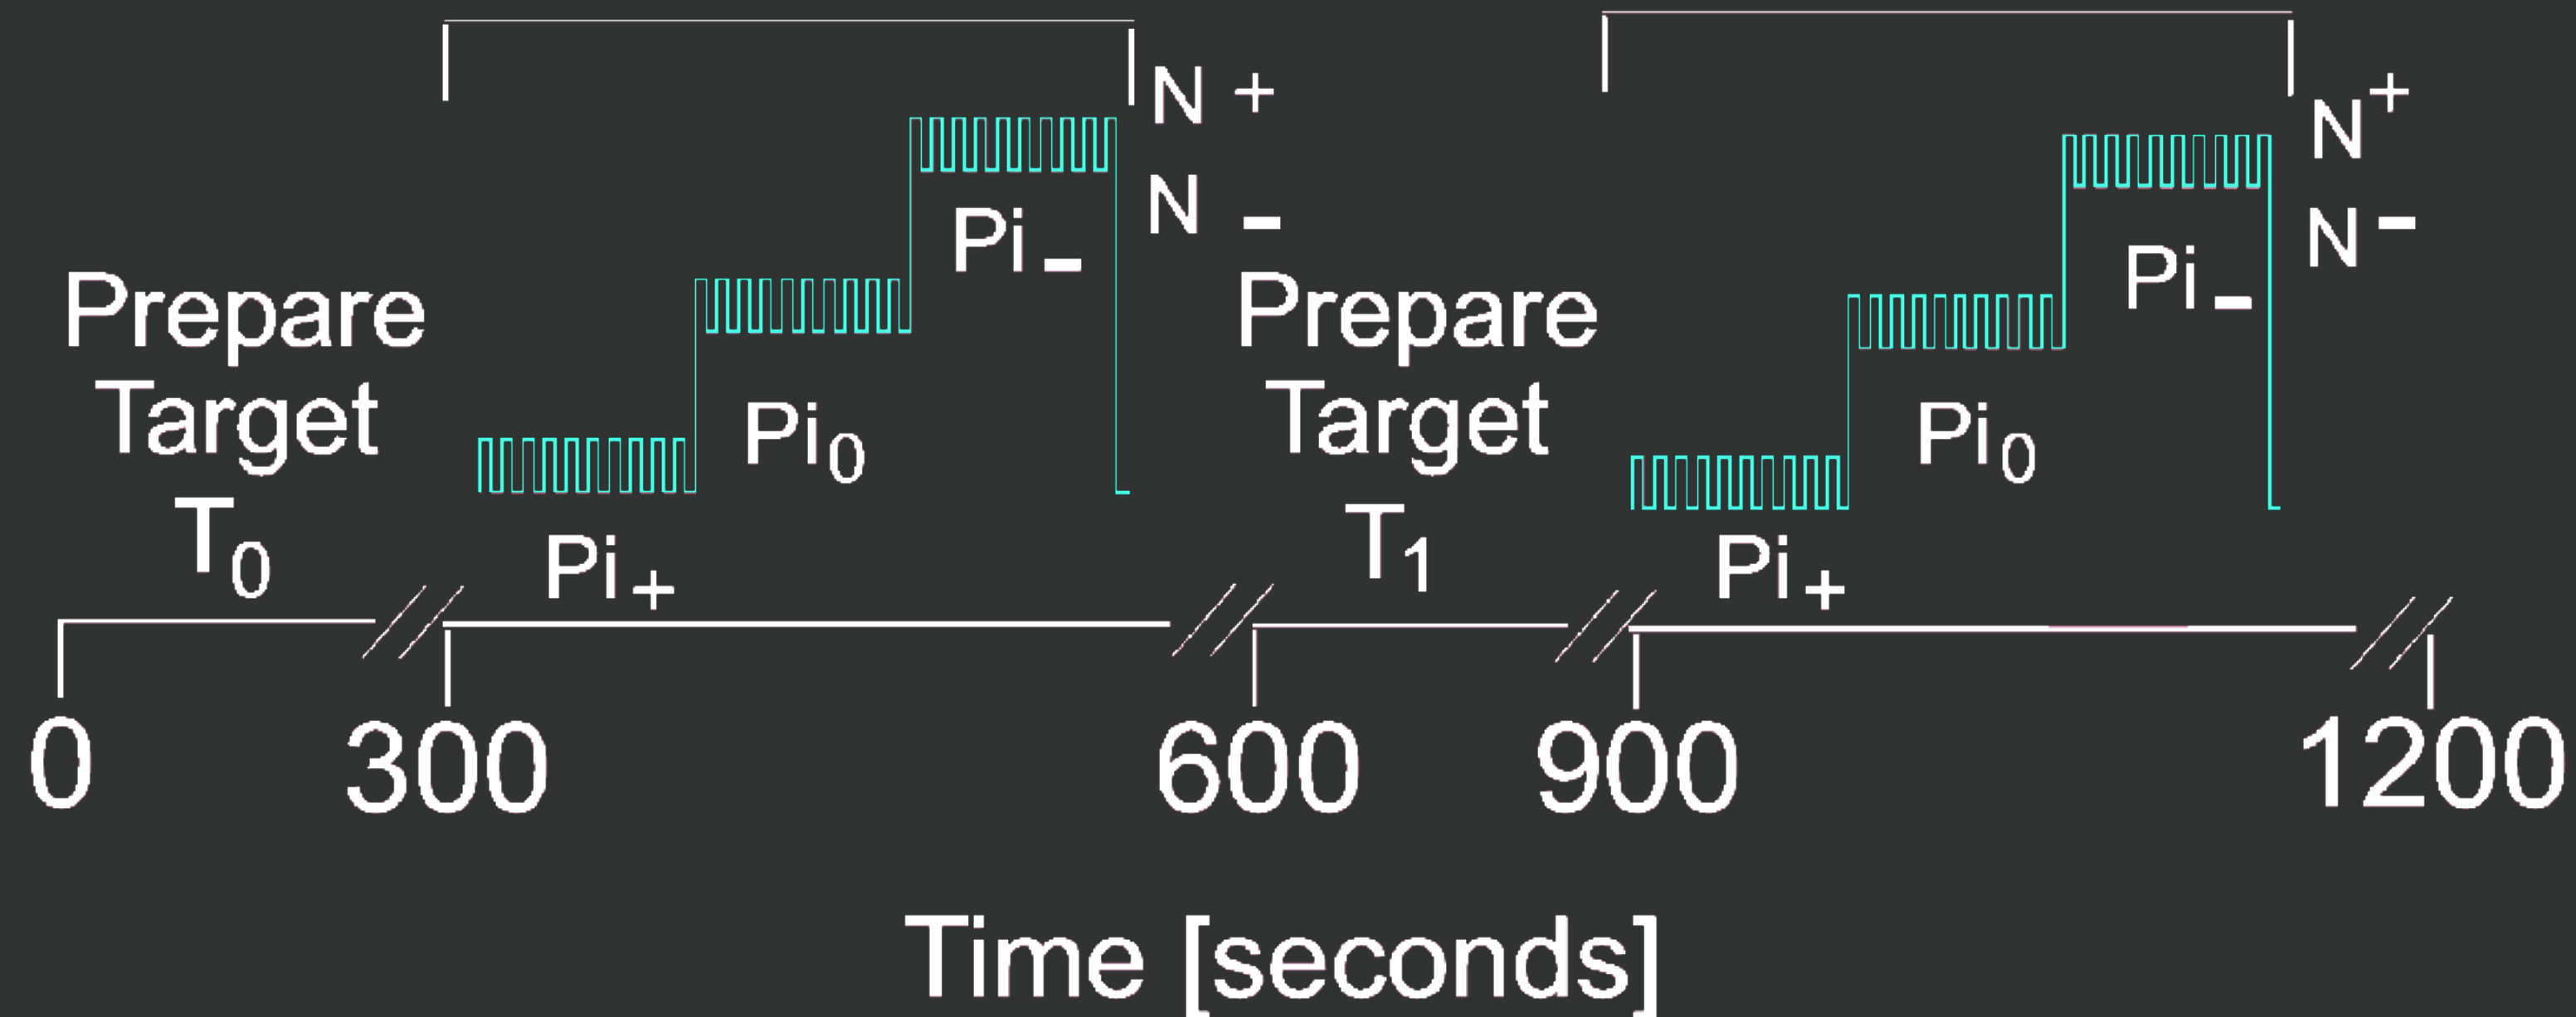 Prepare
Target
T₀
Pi₊
Pi₀
Pi₋
N +
N −
Prepare
Target
T₁
Pi₊
Pi₀
Pi₋
N⁺
N⁻
0 300 600 900 1200
Time [seconds]